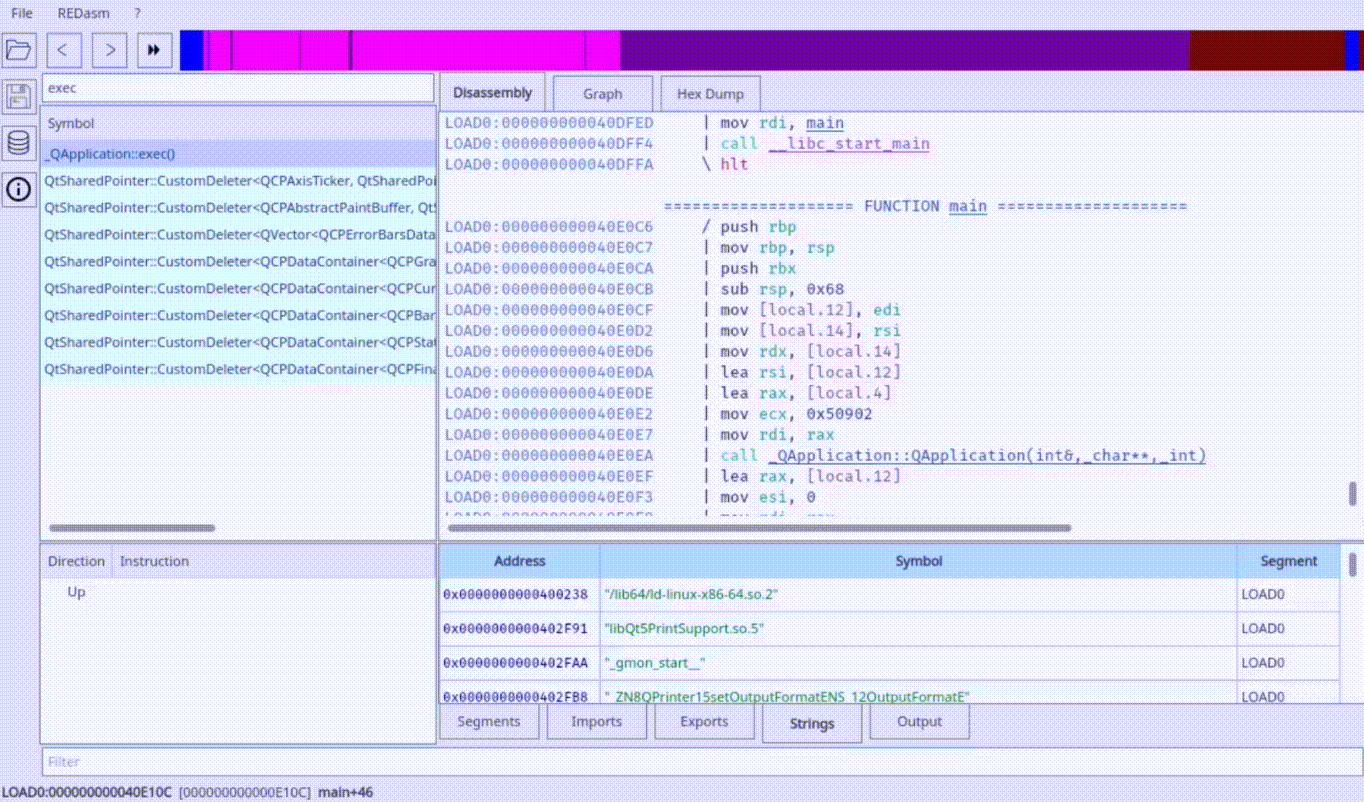 File REDasm ?
< >
exec
Symbol
_QApplication::exec()
QtSharedPointer::CustomDeleter<QCPAxisTicker, QtSharedPoi
QtSharedPointer::CustomDeleter<QCPAbstractPaintBuffer, QtS
QtSharedPointer::CustomDeleter<QVector<QCPErrorBarsData
QtSharedPointer::CustomDeleter<QCPDataContainer<QCPGra
QtSharedPointer::CustomDeleter<QCPDataContainer<QCPCur
QtSharedPointer::CustomDeleter<QCPDataContainer<QCPBar
QtSharedPointer::CustomDeleter<QCPDataContainer<QCPStat
QtSharedPointer::CustomDeleter<QCPDataContainer<QCPFina
Disassembly Graph Hex Dump
LOAD0:000000000040DFED | mov rdi, main
LOAD0:000000000040DFF4 | call __libc_start_main
LOAD0:000000000040DFFA \ hlt
=================== FUNCTION main ===================
LOAD0:000000000040E0C6 / push rbp
LOAD0:000000000040E0C7 | mov rbp, rsp
LOAD0:000000000040E0CA | push rbx
LOAD0:000000000040E0CB | sub rsp, 0x68
LOAD0:000000000040E0CF | mov [local.12], edi
LOAD0:000000000040E0D2 | mov [local.14], rsi
LOAD0:000000000040E0D6 | mov rdx, [local.14]
LOAD0:000000000040E0DA | lea rsi, [local.12]
LOAD0:000000000040E0DE | lea rax, [local.4]
LOAD0:000000000040E0E2 | mov ecx, 0x50902
LOAD0:000000000040E0E7 | mov rdi, rax
LOAD0:000000000040E0EA | call _QApplication::QApplication(int&,_char**,_int)
LOAD0:000000000040E0EF | lea rax, [local.12]
LOAD0:000000000040E0F3 | mov esi, 0
Direction Instruction
Up
Address Symbol Segment
0x0000000000400238 "/lib64/ld-linux-x86-64.so.2" LOAD0
0x0000000000402F91 "libQt5PrintSupport.so.5" LOAD0
0x0000000000402FAA "_gmon_start__" LOAD0
0x0000000000402FB8 "_ZN8QPrinter15setOutputFormatENS_12OutputFormatE" LOAD0
Segments Imports Exports Strings Output
Filter
LOAD0:000000000040E10C [000000000000E10C] main+46